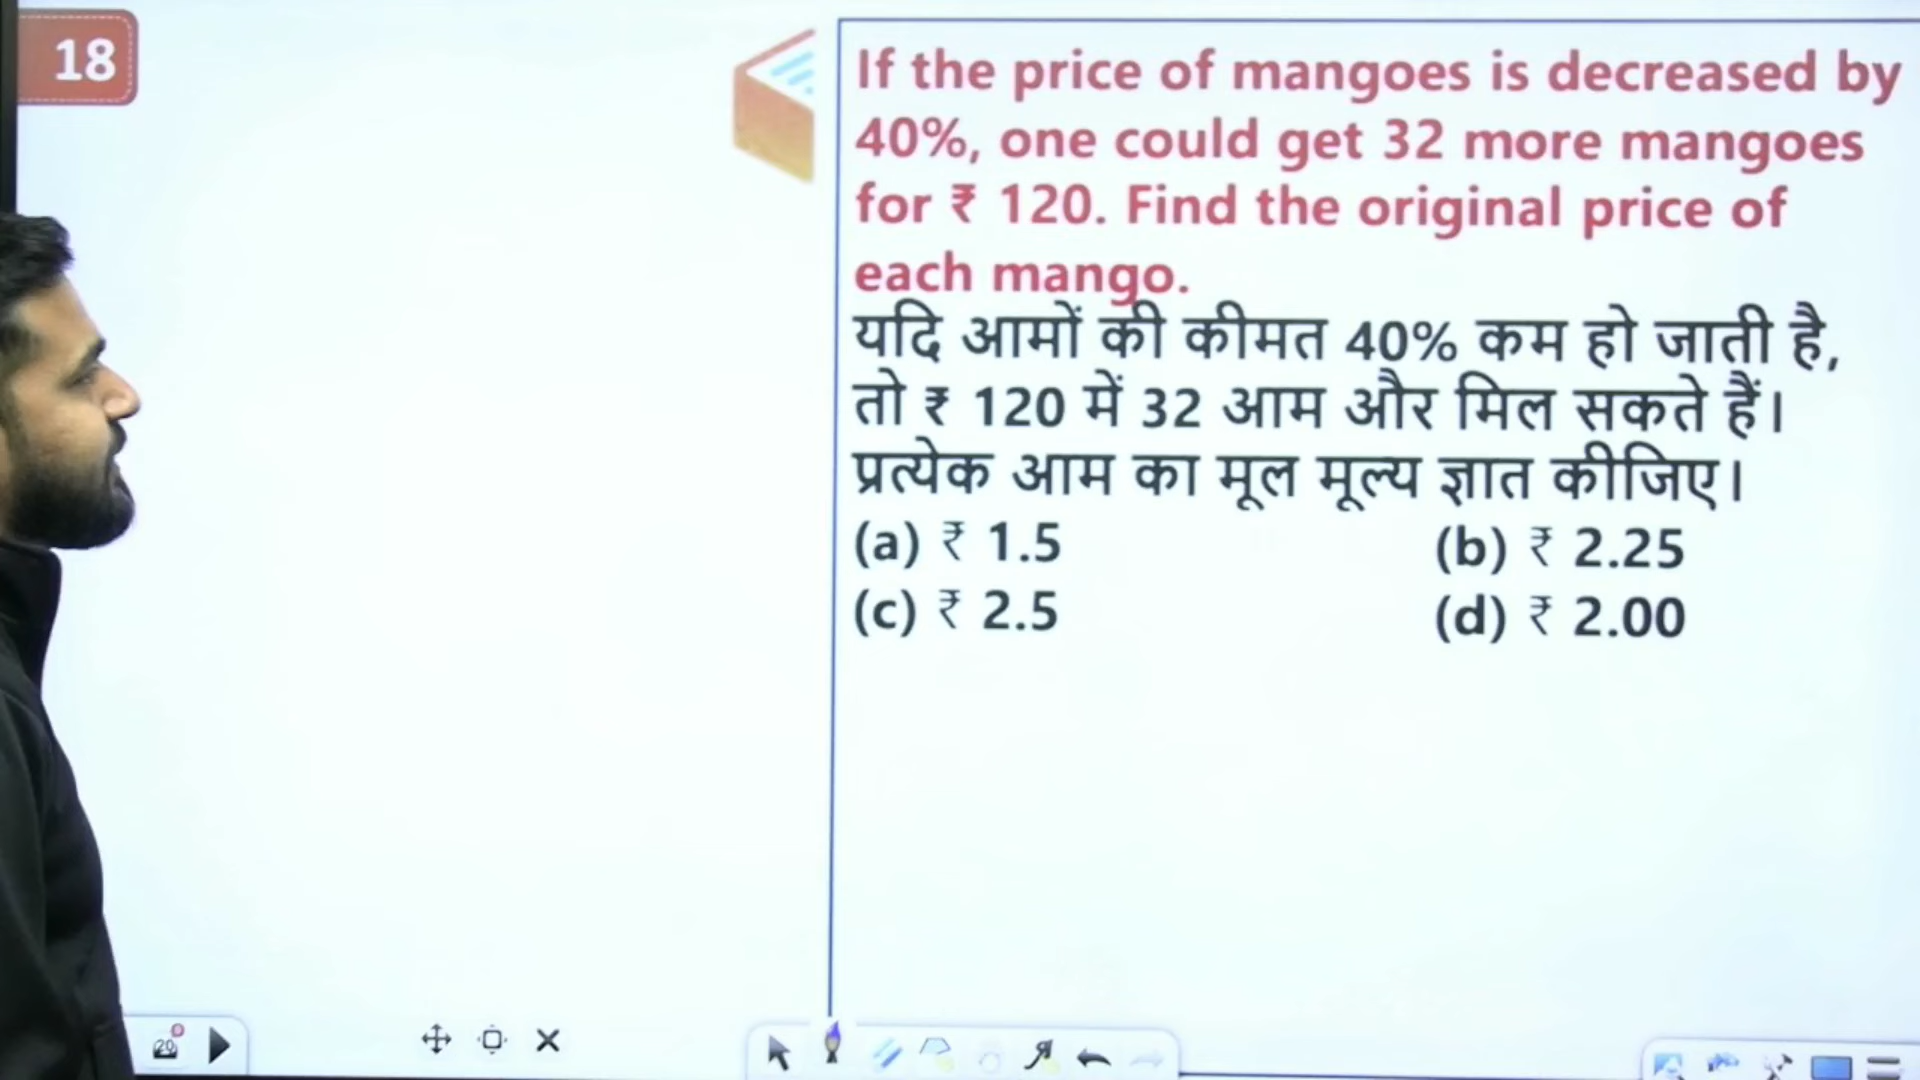 18
If the price of mangoes is decreased by
40%, one could get 32 more mangoes
for ₹ 120. Find the original price of
each mango.
यदि आमों की कीमत 40% कम हो जाती है,
तो ₹ 120 में 32 आम और मिल सकते हैं।
प्रत्येक आम का मूल मूल्य ज्ञात कीजिए।
(a) ₹ 1.5 (b) ₹ 2.25
(c) ₹ 2.5 (d) ₹ 2.00
20